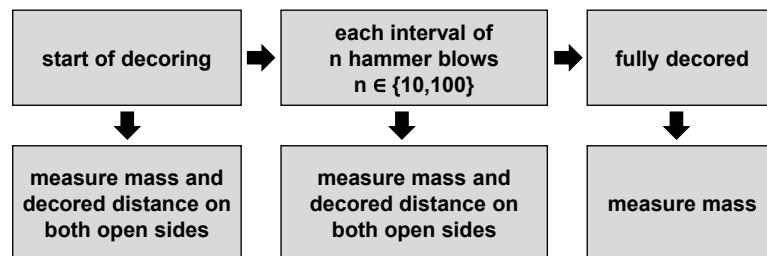 start of decoring
each interval of
n hammer blows
n ∈ {10,100}
fully decored
measure mass and
decored distance on
both open sides
measure mass and
decored distance on
both open sides
measure mass